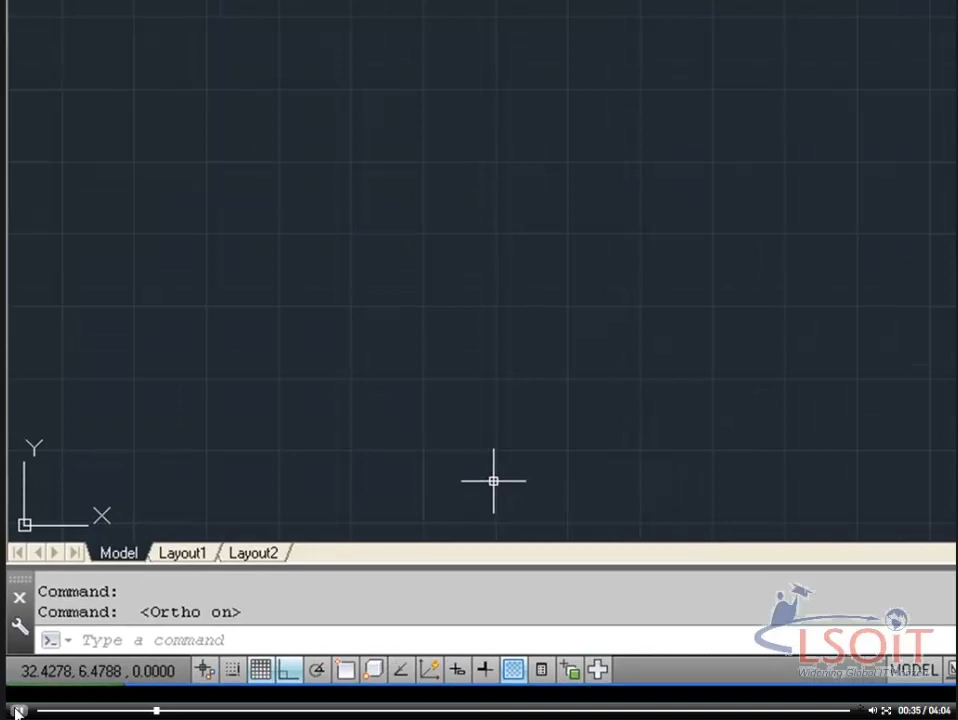 Y
X
Model Layout1 Layout2
Command:
Command: <Ortho on>
Type a command
LSOIT
32.4278, 6.4788, 0.0000
MODEL
00:35 / 04:04